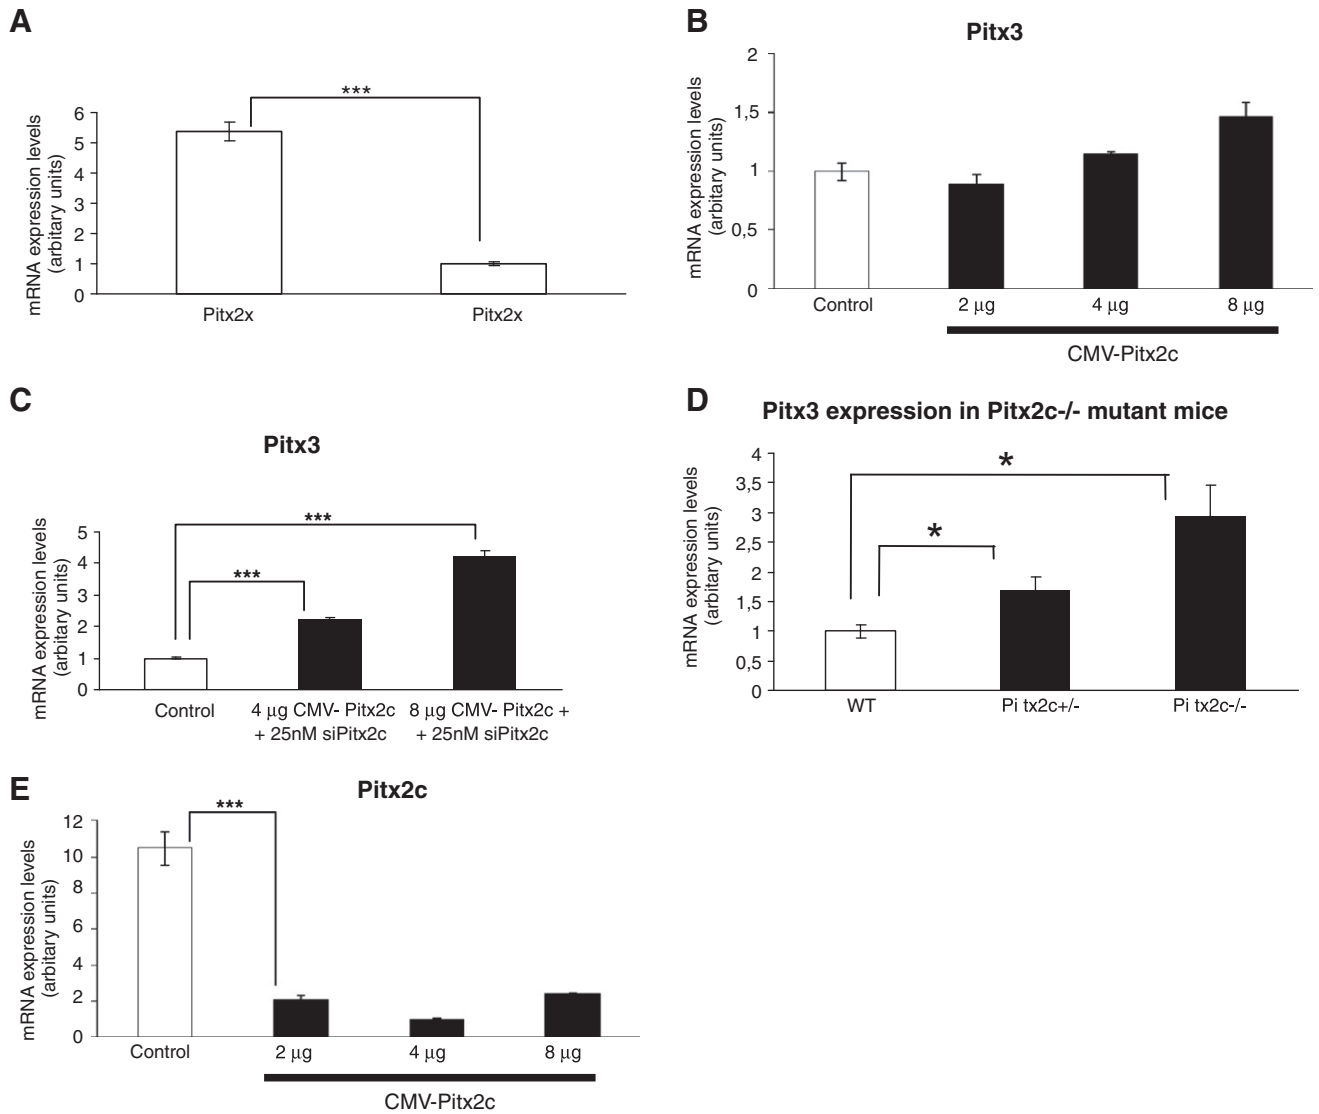 A
mRNA expression levels
(arbitary units)
6
5
4
3
2
1
0
***
Pitx2x
Pitx2x
B
Pitx3
mRNA expression levels
(arbitary units)
2
1,5
1
0,5
0
Control
2 μg
4 μg
8 μg
CMV-Pitx2c
C
Pitx3
mRNA expression levels
(arbitary units)
5
4
3
2
1
0
***
***
Control
4 μg CMV- Pitx2c
+ 25nM siPitx2c
8 μg CMV- Pitx2c +
+ 25nM siPitx2c
D
Pitx3 expression in Pitx2c-/- mutant mice
mRNA expression levels
(arbitary units)
4
3,5
3
2,5
2
1,5
1
0,5
0
*
*
WT
Pi tx2c+/-
Pi tx2c-/-
E
Pitx2c
mRNA expression levels
(arbitary units)
12
10
8
6
4
2
0
***
Control
2 μg
4 μg
8 μg
CMV-Pitx2c